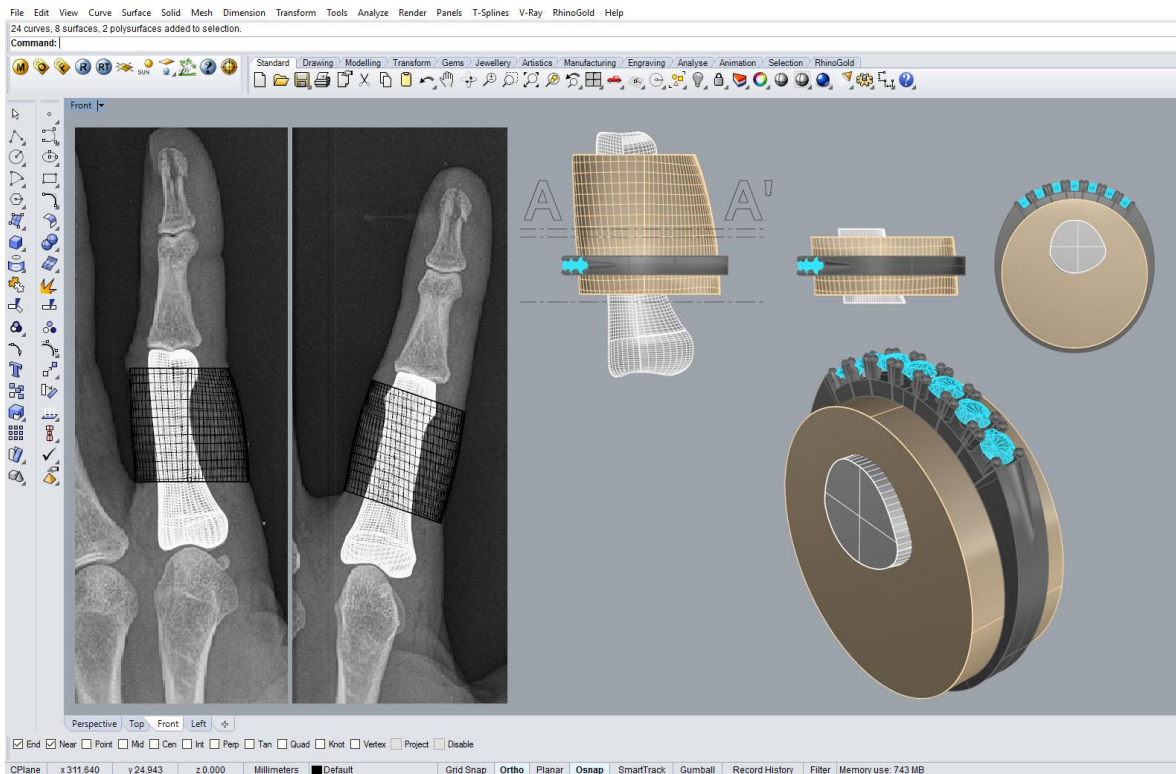 File Edit View Curve Surface Solid Mesh Dimension Transform Tools Analyze Render Panels T-Splines V-Ray RhinoGold Help
24 curves, 8 surfaces, 2 polysurfaces added to selection.
Command:
Standard Drawing Modelling Transform Gems Jewellery Artistics Manufacturing Engraving Analyse Animation Selection RhinoGold
M R RT SUN
Front
A A'
Perspective Top Front Left
End Near Point Mid Cen Int Perp Tan Quad Knot Vertex Project Disable
CPlane x 311.640 y 24.943 z 0.000 Millimeters Default Grid Snap Ortho Planar Osnap SmartTrack Gumball Record History Filter Memory use: 743 MB